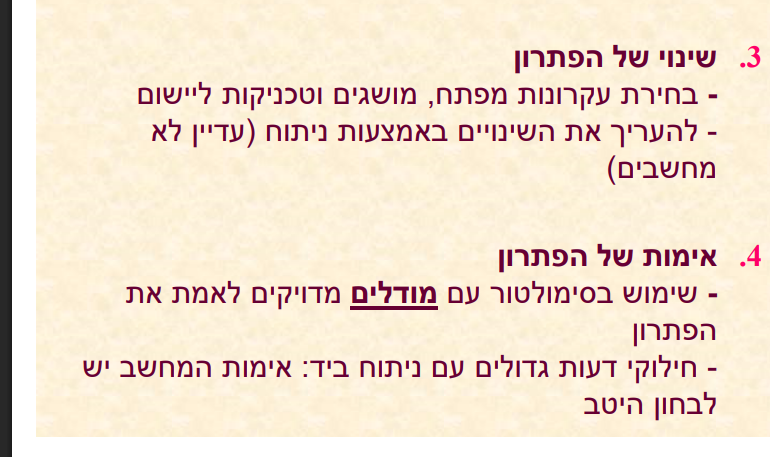 3. שינוי של הפתרון
- בחירת עקרונות מפתח, מושגים וטכניקות ליישום
- להעריך את השינויים באמצעות ניתוח (עדיין לא
מחשבים)
4. אימות של הפתרון
- שימוש בסימולטור עם מודלים מדויקים לאמת את
הפתרון
- חילוקי דעות גדולים עם ניתוח ביד: אימות המחשב יש
לבחון היטב